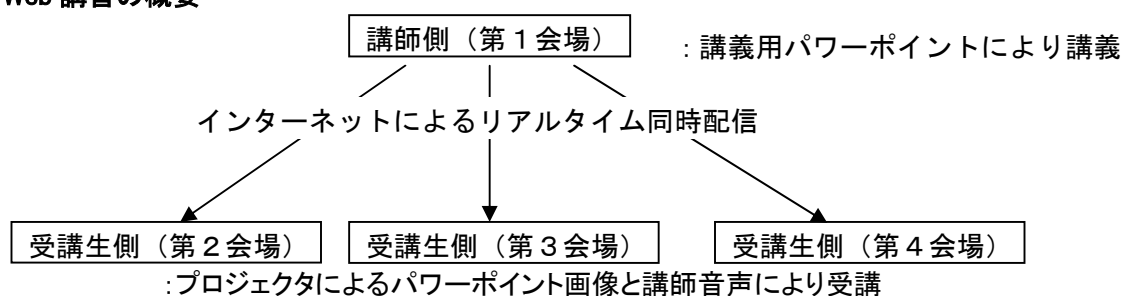 Web 講習の概要
講師側（第１会場）　：講義用パワーポイントにより講義
インターネットによるリアルタイム同時配信
受講生側（第２会場）　受講生側（第３会場）　受講生側（第４会場）
：プロジェクタによるパワーポイント画像と講師音声により受講